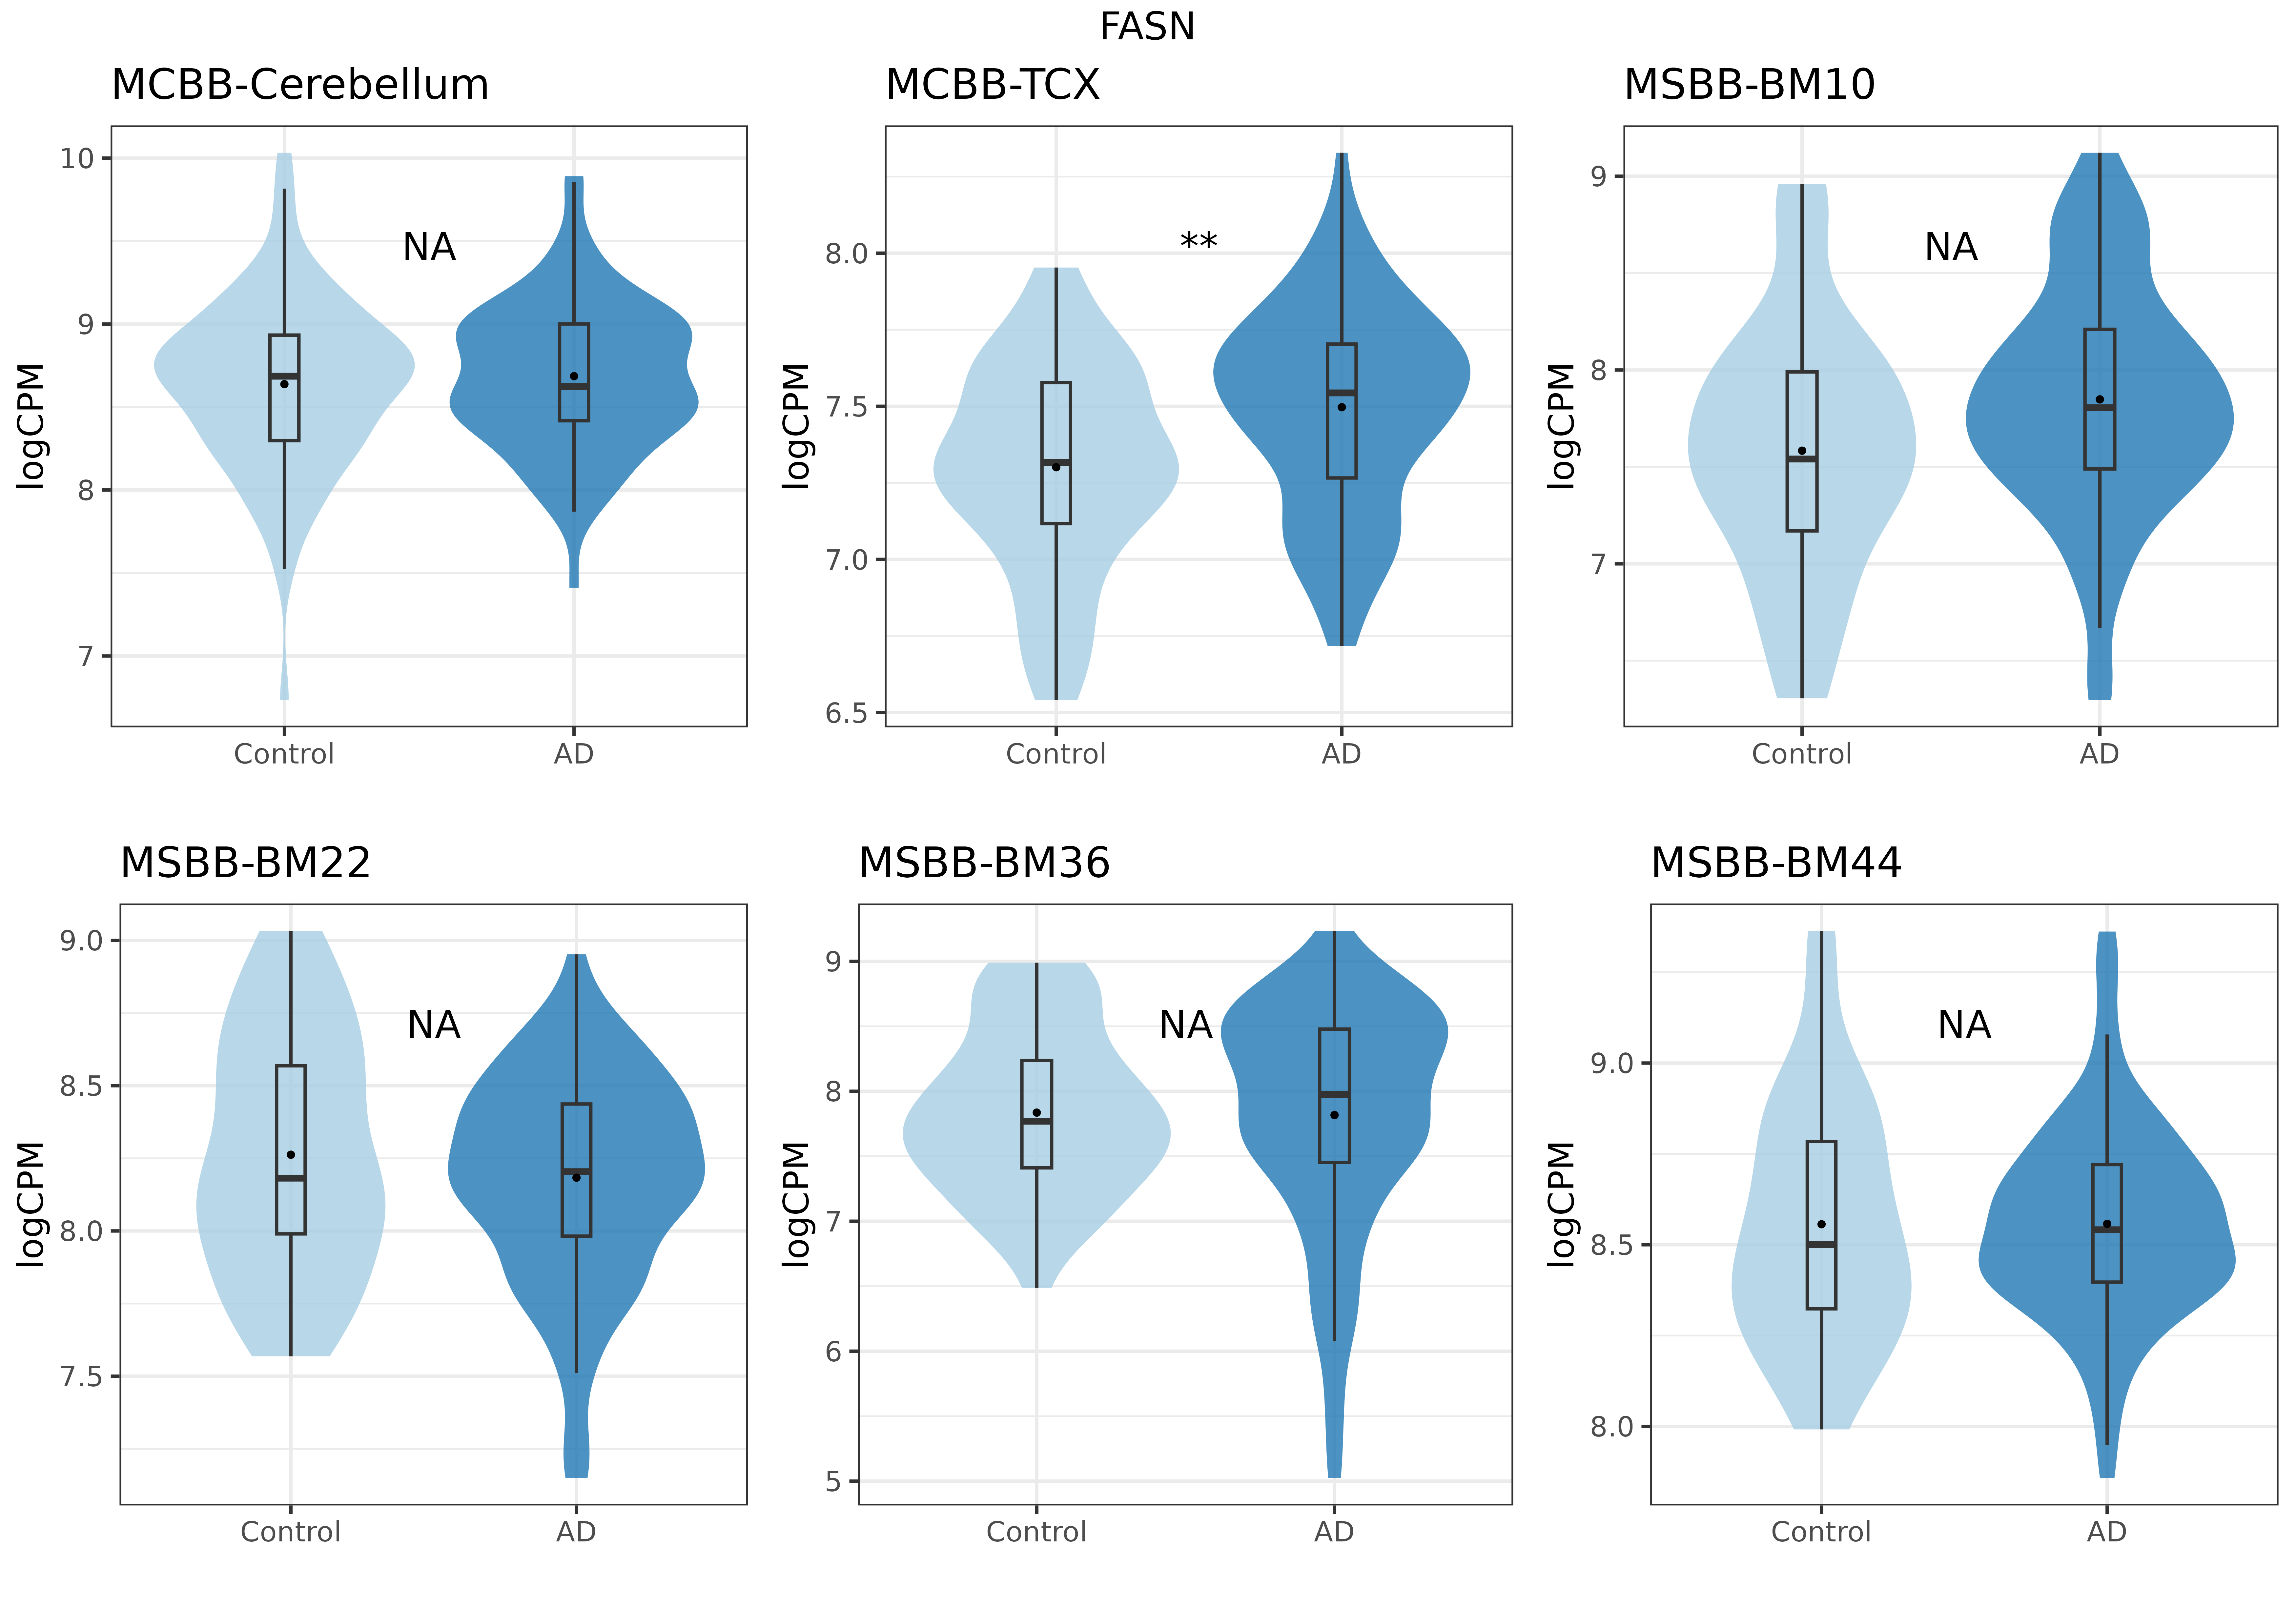 FASN
MCBB-Cerebellum
logCPM
10
9
8
7
NA
Control
AD
MCBB-TCX
logCPM
8.0
7.5
7.0
6.5
**
Control
AD
MSBB-BM10
logCPM
9
8
7
NA
Control
AD
MSBB-BM22
logCPM
9.0
8.5
8.0
7.5
NA
Control
AD
MSBB-BM36
logCPM
9
8
7
6
5
NA
Control
AD
MSBB-BM44
logCPM
9.0
8.5
8.0
NA
Control
AD